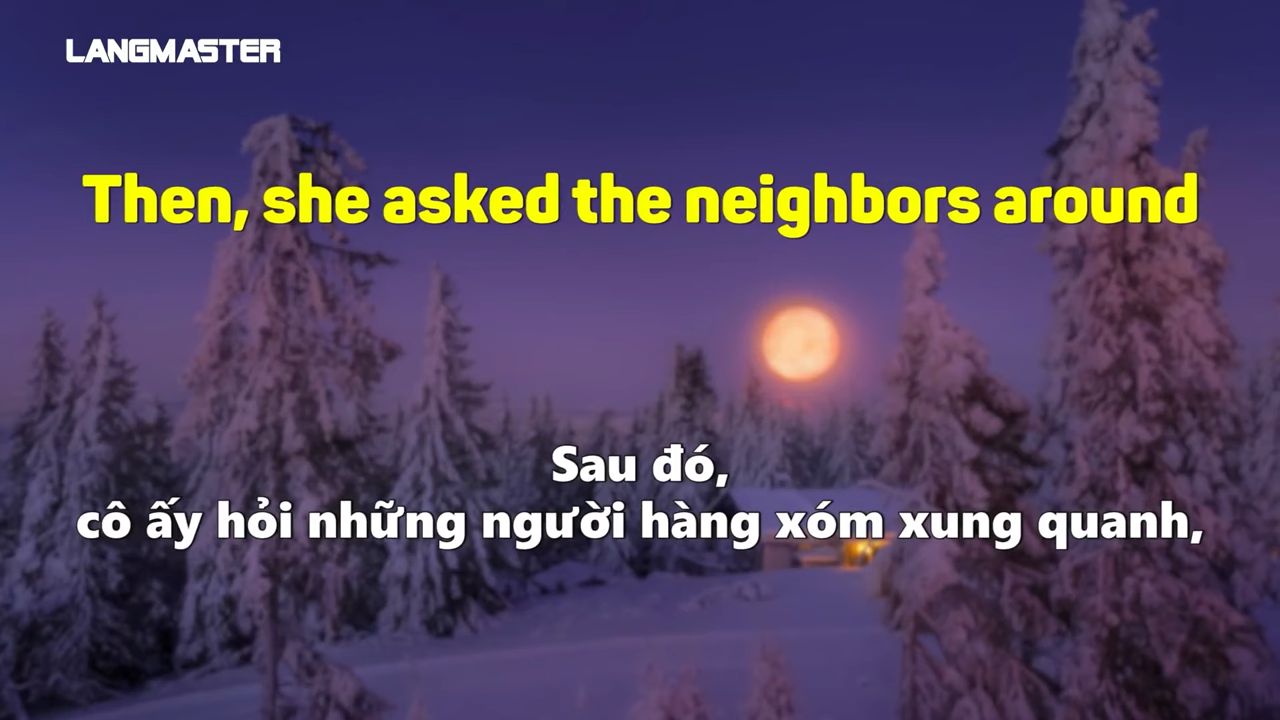 LANGMASTER
Then, she asked the neighbors around
Sau đó,
cô ấy hỏi những người hàng xóm xung quanh,